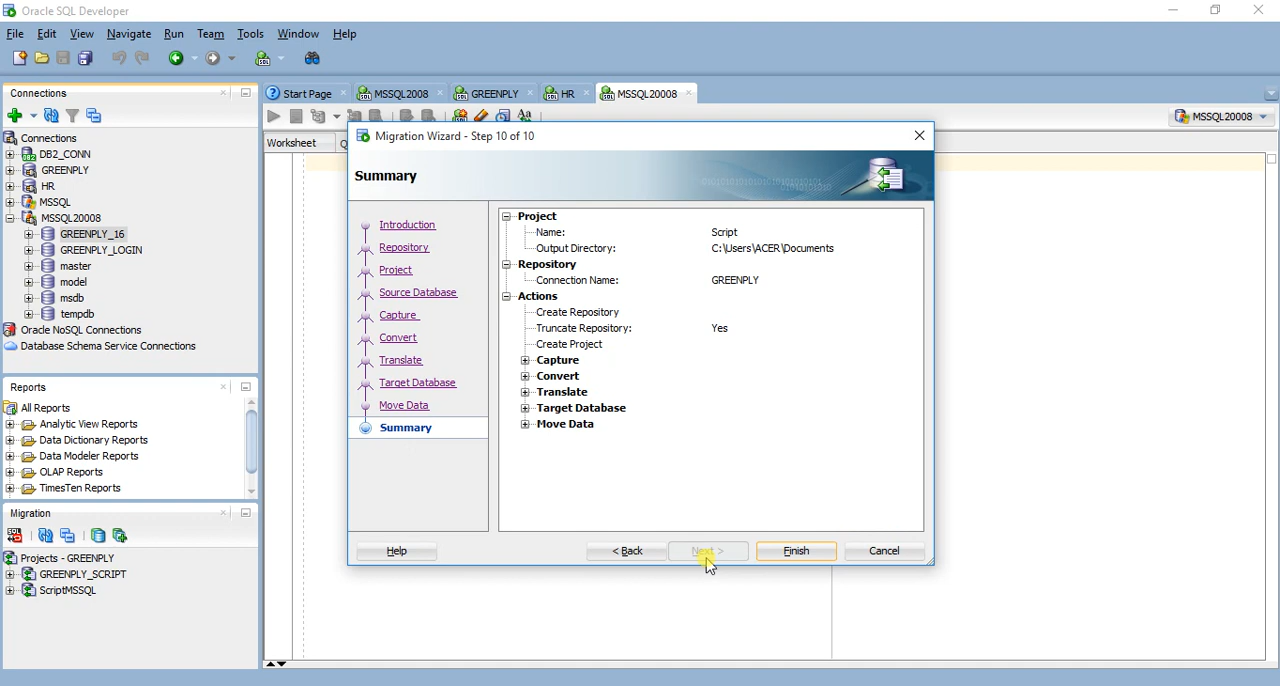 Oracle SQL Developer
File Edit View Navigate Run Team Tools Window Help
Connections
Connections
DB2_CONN
GREENPLY
HR
MSSQL
MSSQL20008
GREENPLY_16
GREENPLY_LOGIN
master
model
msdb
tempdb
Oracle NoSQL Connections
Database Schema Service Connections
Reports
All Reports
Analytic View Reports
Data Dictionary Reports
Data Modeler Reports
OLAP Reports
TimesTen Reports
Migration
Projects - GREENPLY
GREENPLY_SCRIPT
ScriptMSSQL
Start Page MSSQL2008 GREENPLY HR MSSQL20008
MSSQL20008
Worksheet Q
Migration Wizard - Step 10 of 10
Summary
Introduction
Repository
Project
Source Database
Capture
Convert
Translate
Target Database
Move Data
Summary
Project
Name: Script
Output Directory: C:\Users\ACER\Documents
Repository
Connection Name: GREENPLY
Actions
Create Repository
Truncate Repository: Yes
Create Project
Capture
Convert
Translate
Target Database
Move Data
Help < Back Next > Finish Cancel